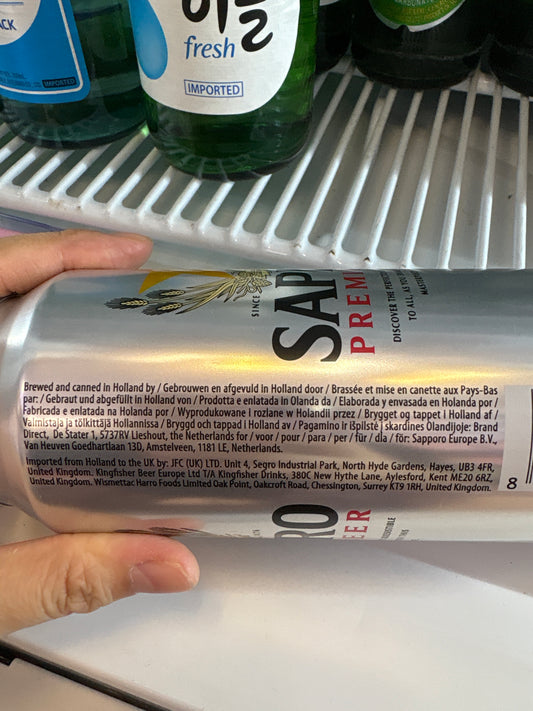 CK
IMPORTED
이슬
fresh
IMPORTED
SINCE
SAP
PREMI
Brewed and canned in Holland by / Gebrouwen en afgevuld in Holland door / Brassée et mise en canette aux Pays-Bas
par: / Gebraut und abgefüllt in Holland von / Prodotta e enlatada in Olanda da / Elaborada y envasada en Holanda por /
Fabricada e enlatada na Holanda por / Wyprodukowane i rozlane w Holandii przez / Brygget og tappet i Holland af /
Valmistaja ja tölkittäjä Hollannissa / Bryggd och tappad i Holland av / Pagamino ir išpilstė į skardines Olandijoje: Brand
Direct, De Stater 1, 5737RV Lieshout, the Netherlands for / voor / pour / para / per / für / dla / för: Sapporo Europe B.V.,
Van Heuven Goedhartlaan 13D, Amstelveen, 1181 LE, Netherlands.
Imported from Holland to the UK by: JFC (UK) LTD. Unit 4, Segro Industrial Park, North Hyde Gardens, Hayes, UB3 4FR,
United Kingdom. Kingfisher Beer Europe Ltd T/A Kingfisher Drinks, 380C New Hythe Lane, Aylesford, Kent ME20 6RZ,
United Kingdom. Wismettac Harro Foods Limited Oak Point, Oakcroft Road, Chessington, Surrey KT9 1RH, United Kingdom.
8
RO
EER